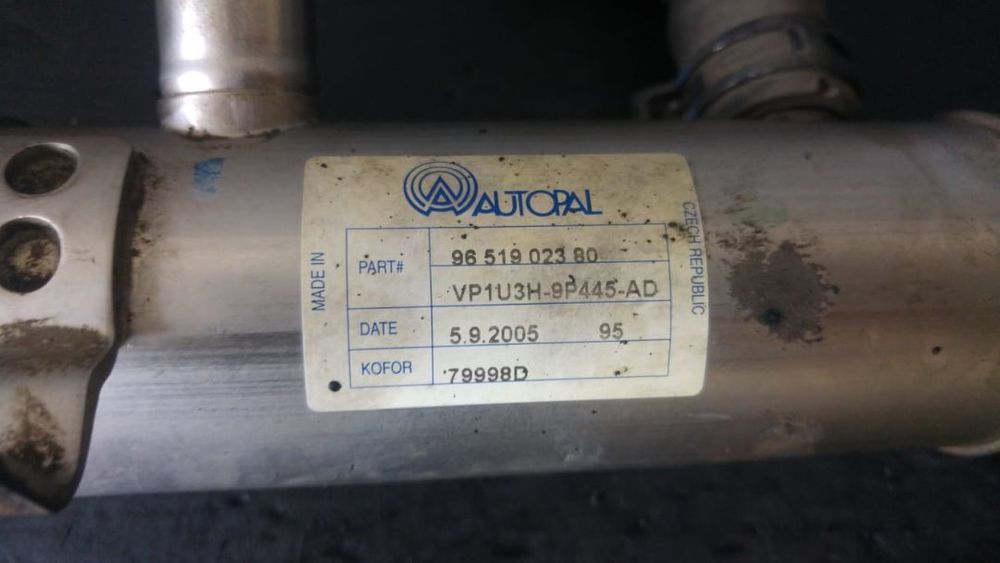 AUTOPAL
MADE IN
PART# 96 519 023 80
VP1U3H-9P445-AD
DATE 5.9.2005 95
KOFOR 79998D
CZECH REPUBLIC